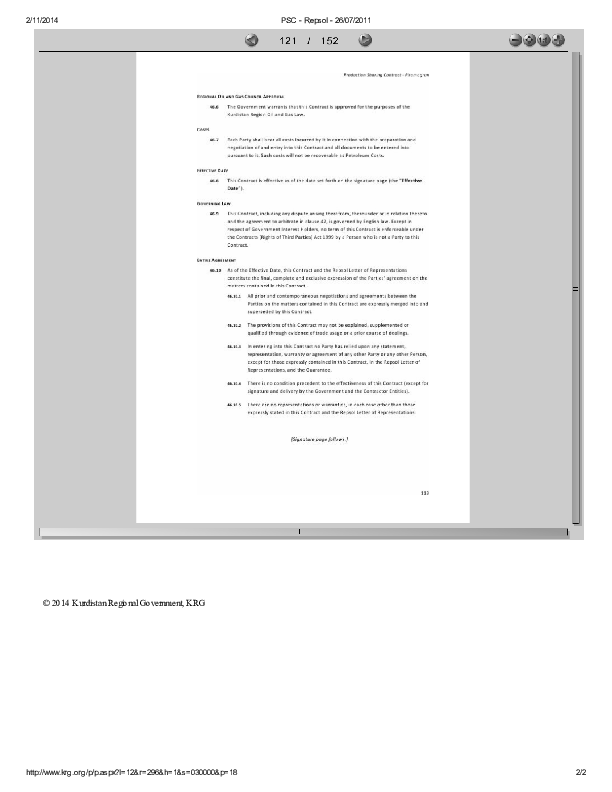 2/11/2014 PSC - Repsol - 26/07/2011
121 / 152
Production Sharing Contract – Piramagrun
REGIONAL OIL AND GAS COUNCIL APPROVAL
46.6 The Government warrants that this Contract is approved for the purposes of the
Kurdistan Region Oil and Gas Law.
COSTS
46.7 Each Party shall bear all costs incurred by it in connection with the preparation and
negotiation of and entry into this Contract and all documents to be entered into
pursuant to it. Such costs will not be recoverable as Petroleum Costs.
EFFECTIVE DATE
46.8 This Contract is effective as of the date set forth on the signature page (the "Effective
Date").
GOVERNING LAW
46.9 This Contract, including any dispute arising therefrom, thereunder or in relation thereto
and the agreement to arbitrate in clause 42, is governed by English law. Except in
respect of Government Interest Holders, no term of this Contract is enforceable under
the Contracts (Rights of Third Parties) Act 1999 by a Person who is not a Party to this
Contract.
ENTIRE AGREEMENT
46.10 As of the Effective Date, this Contract and the Repsol Letter of Representations
constitute the final, complete and exclusive expression of the Parties' agreement on the
matters contained in this Contract.
46.10.1 All prior and contemporaneous negotiations and agreements between the
Parties on the matters contained in this Contract are expressly merged into and
superseded by this Contract.
46.10.2 The provisions of this Contract may not be explained, supplemented or
qualified through evidence of trade usage or a prior course of dealings.
46.10.3 In entering into this Contract no Party has relied upon any statement,
representation, warranty or agreement of any other Party or any other Person,
except for those expressly contained in this Contract, in the Repsol Letter of
Representations, and the Guarantee.
46.10.4 There is no condition precedent to the effectiveness of this Contract (except for
signature and delivery by the Government and the Contractor Entities).
46.10.5 There are no representations or warranties, in each case other than those
expressly stated in this Contract and the Repsol Letter of Representations.
[Signature page follows.]
103
© 2014 Kurdistan Regional Government, KRG
http://www.krg.org/p/p.aspx?l=12&r=296&h=1&s=030000&p=18 2/2